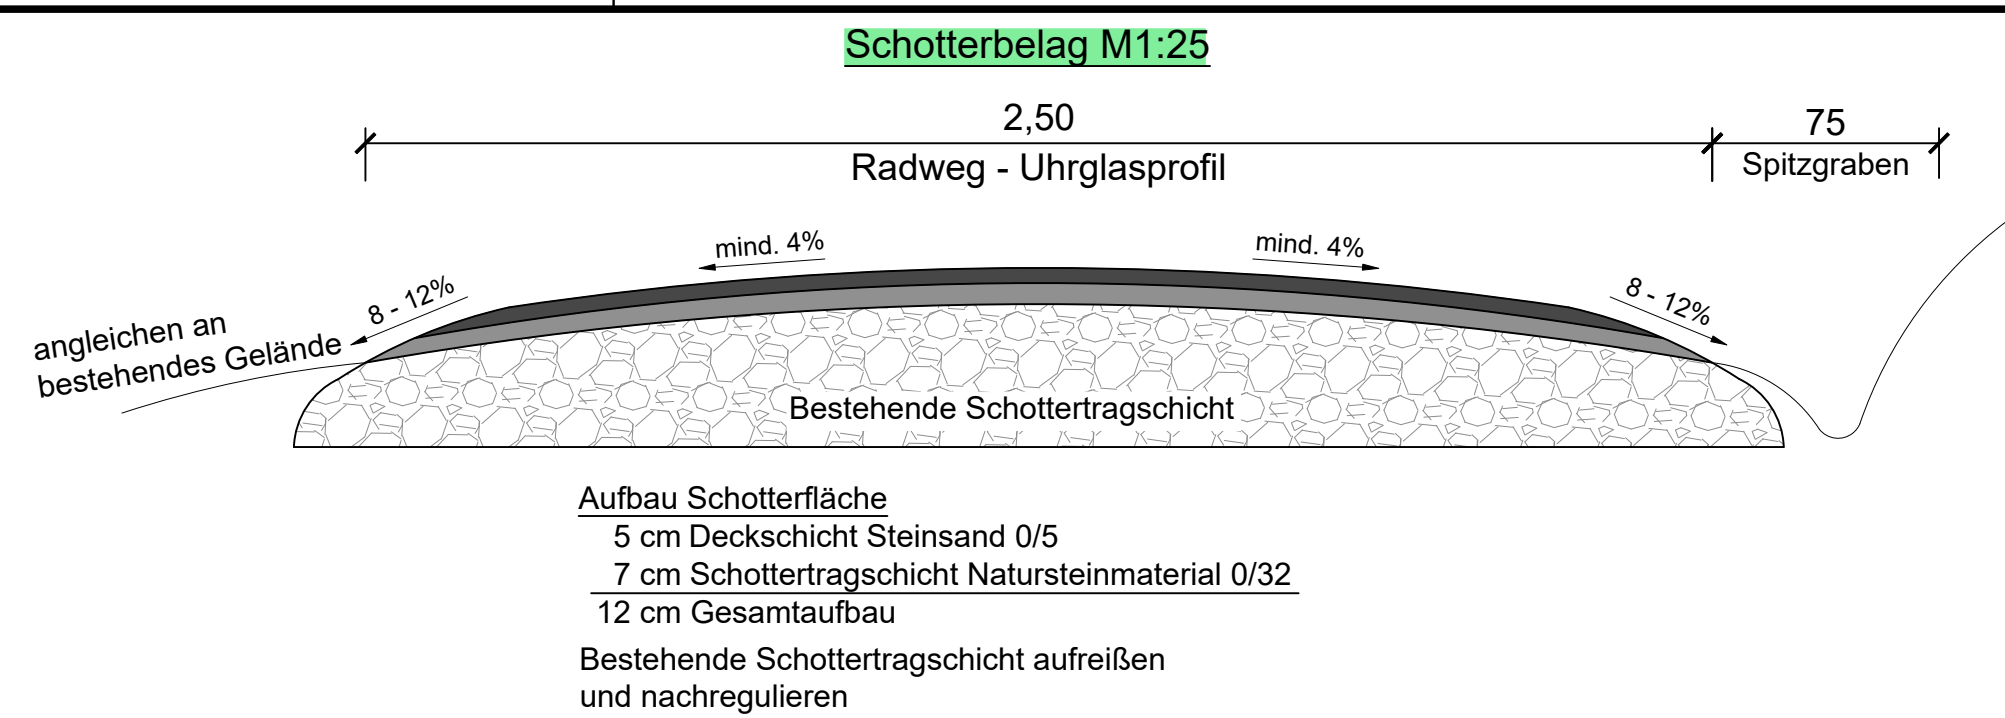 Schotterbelag M1:25
2,50
75
Radweg - Uhrglasprofil
Spitzgraben
mind. 4%
mind. 4%
8 - 12%
8 - 12%
angleichen an
bestehendes Gelände
Bestehende Schottertragschicht
Aufbau Schotterfläche
5 cm Deckschicht Steinsand 0/5
7 cm Schottertragschicht Natursteinmaterial 0/32
12 cm Gesamtaufbau
Bestehende Schottertragschicht aufreißen
und nachregulieren